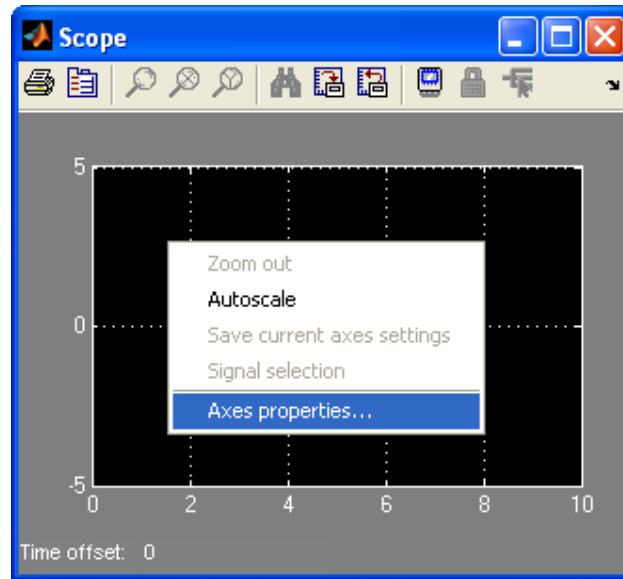 Scope
5
Zoom out
Autoscale
0
Save current axes settings
Signal selection
Axes properties...
-5
0 2 4 6 8 10
Time offset: 0